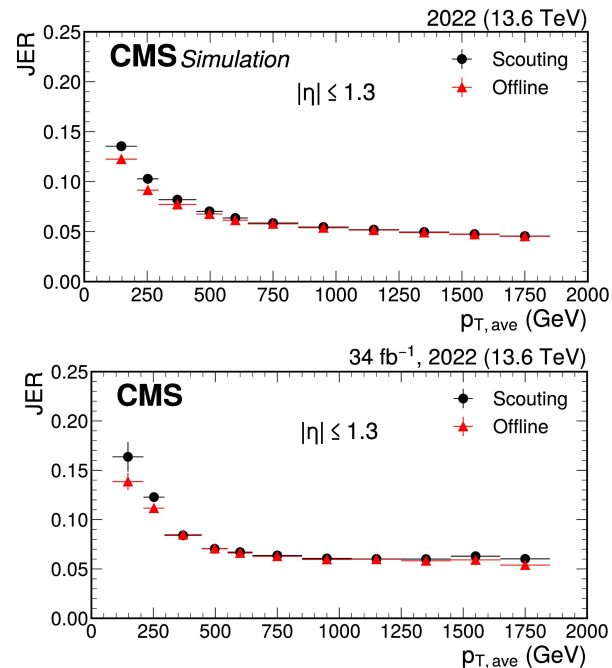 2022 (13.6 TeV)
JER
0.25
CMS Simulation
Scouting
Offline
0.20
|η| ≤ 1.3
0.15
0.10
0.05
0.00
0 250 500 750 1000 1250 1500 1750 2000
pT, ave (GeV)
34 fb⁻¹, 2022 (13.6 TeV)
JER
0.25
CMS
Scouting
Offline
0.20
|η| ≤ 1.3
0.15
0.10
0.05
0.00
0 250 500 750 1000 1250 1500 1750 2000
pT, ave (GeV)